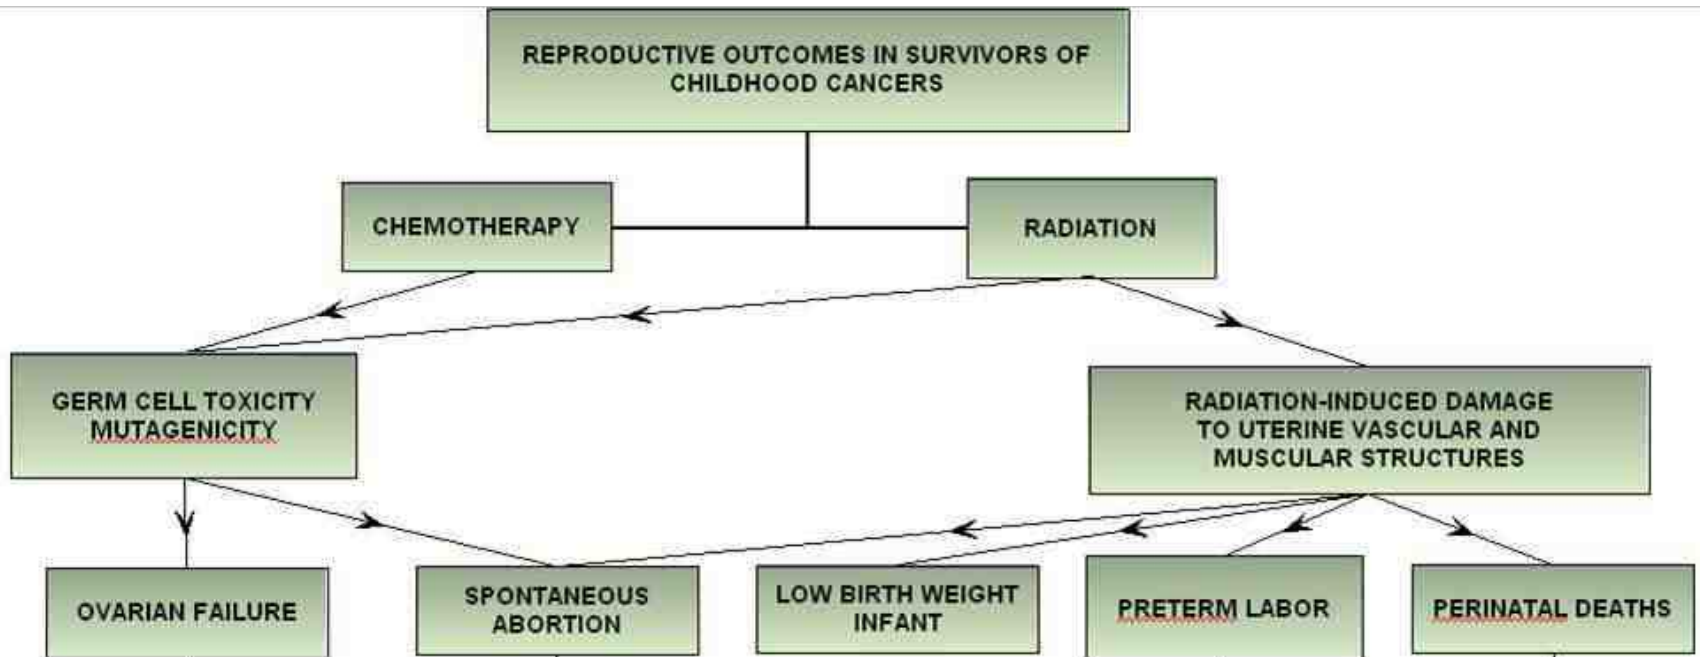 REPRODUCTIVE OUTCOMES IN SURVIVORS OF
CHILDHOOD CANCERS
CHEMOTHERAPY
RADIATION
GERM CELL TOXICITY
MUTAGENICITY
RADIATION-INDUCED DAMAGE
TO UTERINE VASCULAR AND
MUSCULAR STRUCTURES
OVARIAN FAILURE
SPONTANEOUS
ABORTION
LOW BIRTH WEIGHT
INFANT
PRETERM LABOR
PERINATAL DEATHS